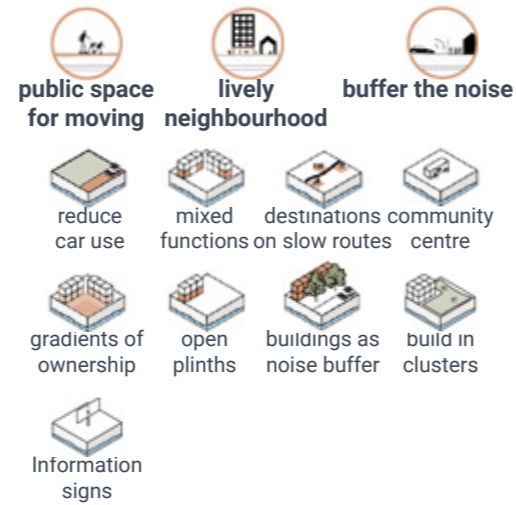 public space
for moving
lively
neighbourhood
buffer the noise
reduce
car use
mixed
functions
destinations
on slow routes
community
centre
gradients of
ownership
open
plinths
buildings as
noise buffer
build in
clusters
Information
signs